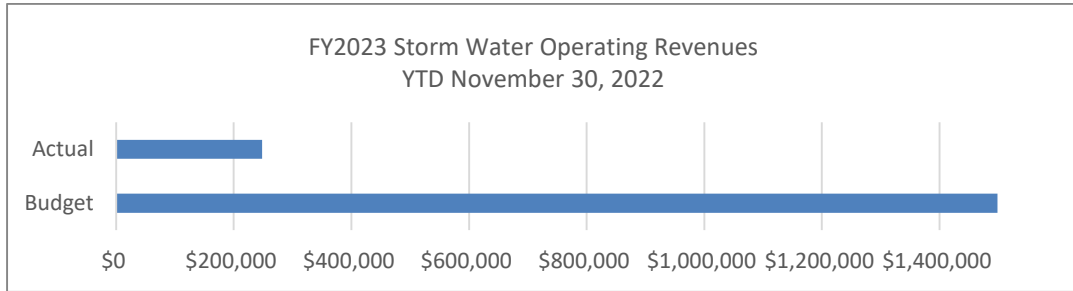 FY2023 Storm Water Operating Revenues
YTD November 30, 2022
Actual
Budget
$0 $200,000 $400,000 $600,000 $800,000 $1,000,000 $1,200,000 $1,400,000